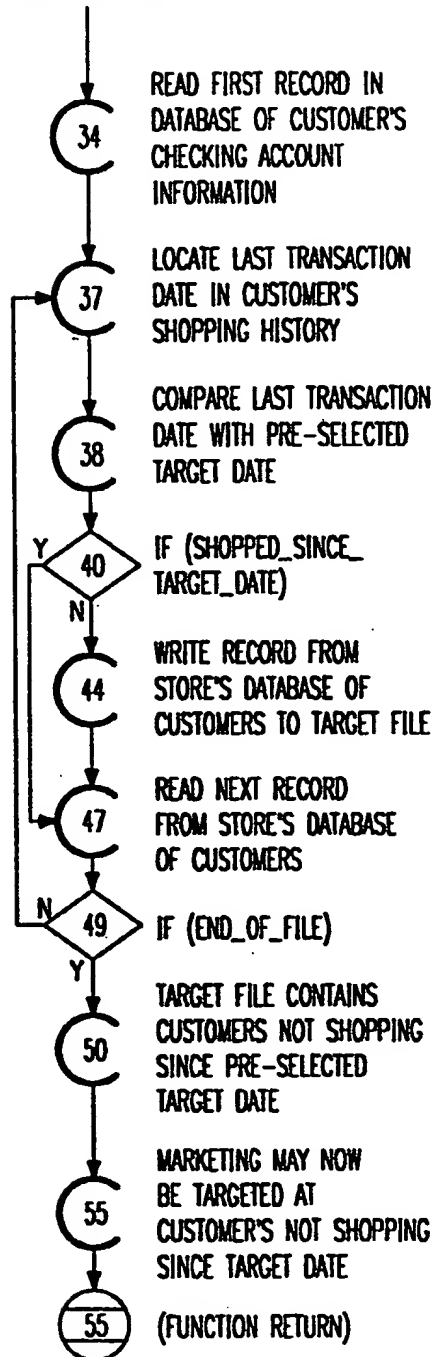 34
READ FIRST RECORD IN
DATABASE OF CUSTOMER'S
CHECKING ACCOUNT
INFORMATION
37
LOCATE LAST TRANSACTION
DATE IN CUSTOMER'S
SHOPPING HISTORY
38
COMPARE LAST TRANSACTION
DATE WITH PRE-SELECTED
TARGET DATE
Y
40
N
IF (SHOPPED_SINCE_
TARGET_DATE)
44
WRITE RECORD FROM
STORE'S DATABASE OF
CUSTOMERS TO TARGET FILE
47
READ NEXT RECORD
FROM STORE'S DATABASE
OF CUSTOMERS
N
49
Y
IF (END_OF_FILE)
50
TARGET FILE CONTAINS
CUSTOMERS NOT SHOPPING
SINCE PRE-SELECTED
TARGET DATE
55
MARKETING MAY NOW
BE TARGETED AT
CUSTOMER'S NOT SHOPPING
SINCE TARGET DATE
55
(FUNCTION RETURN)